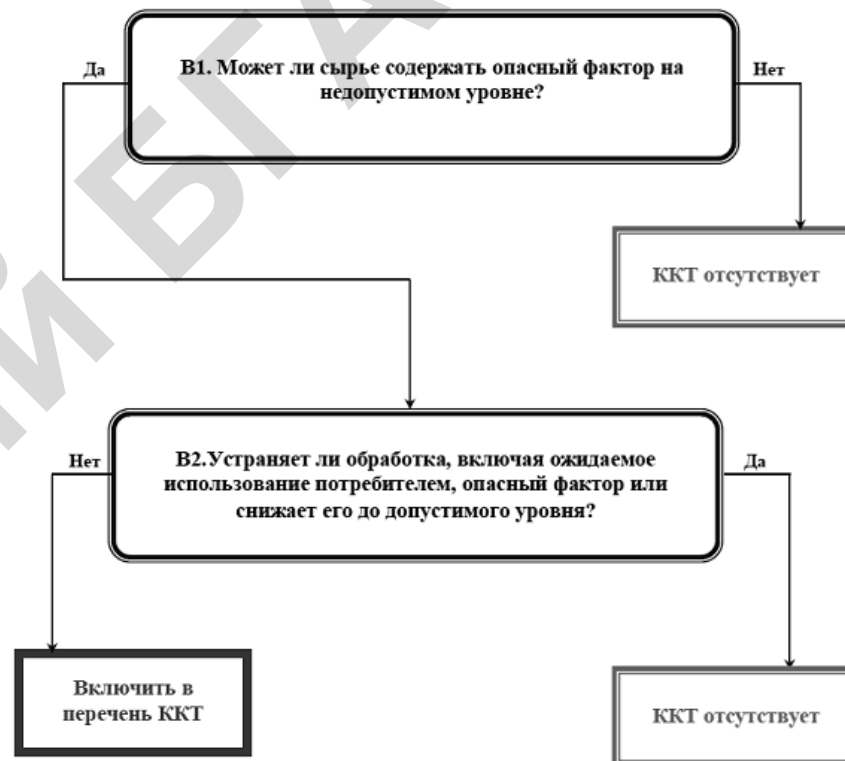 Да
В1. Может ли сырье содержать опасный фактор на
недопустимом уровне?
Нет
ККТ отсутствует
Нет
В2.Устраняет ли обработка, включая ожидаемое
использование потребителем, опасный фактор или
снижает его до допустимого уровня?
Да
Включить в
перечень ККТ
ККТ отсутствует